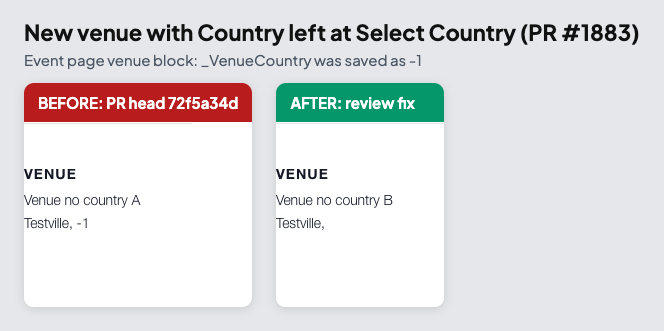 New venue with Country left at Select Country (PR #1883)
Event page venue block: _VenueCountry was saved as -1
BEFORE: PR head 72f5a34d
AFTER: review fix
VENUE
Venue no country A
Testville, -1
VENUE
Venue no country B
Testville,